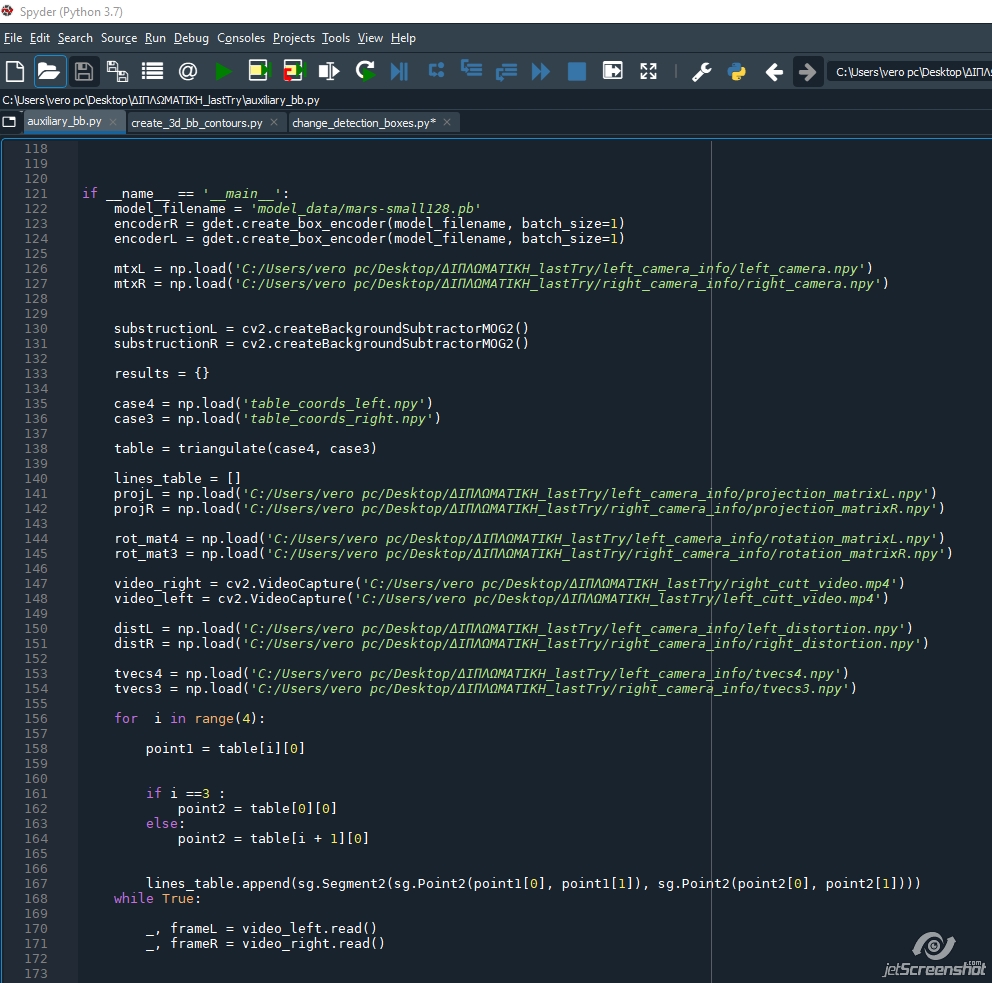 Spyder (Python 3.7)
File Edit Search Source Run Debug Consoles Projects Tools View Help
C:\Users\vero pc\Desktop\ΔΙΠΛΩ
C:\Users\vero pc\Desktop\ΔΙΠΛΩΜΑΤΙΚΗ_lastTry\auxiliary_bb.py
auxiliary_bb.py create_3d_bb_contours.py change_detection_boxes.py*
118
119
120
121 if __name__ == '__main__':
122 model_filename = 'model_data/mars-small128.pb'
123 encoderR = gdet.create_box_encoder(model_filename, batch_size=1)
124 encoderL = gdet.create_box_encoder(model_filename, batch_size=1)
125
126 mtxL = np.load('C:/Users/vero pc/Desktop/ΔΙΠΛΩΜΑΤΙΚΗ_lastTry/left_camera_info/left_camera.npy')
127 mtxR = np.load('C:/Users/vero pc/Desktop/ΔΙΠΛΩΜΑΤΙΚΗ_lastTry/right_camera_info/right_camera.npy')
128
129
130 substructionL = cv2.createBackgroundSubtractorMOG2()
131 substructionR = cv2.createBackgroundSubtractorMOG2()
132
133 results = {}
134
135 case4 = np.load('table_coords_left.npy')
136 case3 = np.load('table_coords_right.npy')
137
138 table = triangulate(case4, case3)
139
140 lines_table = []
141 projL = np.load('C:/Users/vero pc/Desktop/ΔΙΠΛΩΜΑΤΙΚΗ_lastTry/left_camera_info/projection_matrixL.npy')
142 projR = np.load('C:/Users/vero pc/Desktop/ΔΙΠΛΩΜΑΤΙΚΗ_lastTry/right_camera_info/projection_matrixR.npy')
143
144 rot_mat4 = np.load('C:/Users/vero pc/Desktop/ΔΙΠΛΩΜΑΤΙΚΗ_lastTry/left_camera_info/rotation_matrixL.npy')
145 rot_mat3 = np.load('C:/Users/vero pc/Desktop/ΔΙΠΛΩΜΑΤΙΚΗ_lastTry/right_camera_info/rotation_matrixR.npy')
146
147 video_right = cv2.VideoCapture('C:/Users/vero pc/Desktop/ΔΙΠΛΩΜΑΤΙΚΗ_lastTry/right_cutt_video.mp4')
148 video_left = cv2.VideoCapture('C:/Users/vero pc/Desktop/ΔΙΠΛΩΜΑΤΙΚΗ_lastTry/left_cutt_video.mp4')
149
150 distL = np.load('C:/Users/vero pc/Desktop/ΔΙΠΛΩΜΑΤΙΚΗ_lastTry/left_camera_info/left_distortion.npy')
151 distR = np.load('C:/Users/vero pc/Desktop/ΔΙΠΛΩΜΑΤΙΚΗ_lastTry/right_camera_info/right_distortion.npy')
152
153 tvecs4 = np.load('C:/Users/vero pc/Desktop/ΔΙΠΛΩΜΑΤΙΚΗ_lastTry/left_camera_info/tvecs4.npy')
154 tvecs3 = np.load('C:/Users/vero pc/Desktop/ΔΙΠΛΩΜΑΤΙΚΗ_lastTry/right_camera_info/tvecs3.npy')
155
156 for  i in range(4):
157
158 point1 = table[i][0]
159
160
161 if i ==3 :
162 point2 = table[0][0]
163 else:
164 point2 = table[i + 1][0]
165
166
167 lines_table.append(sg.Segment2(sg.Point2(point1[0], point1[1]), sg.Point2(point2[0], point2[1])))
168 while True:
169
170 _, frameL = video_left.read()
171 _, frameR = video_right.read()
172
173
jetScreenshot.com